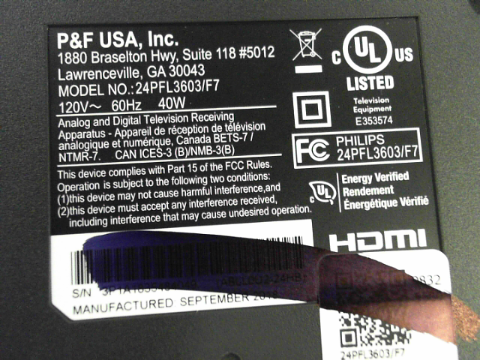 P&F USA, Inc.
1880 Braselton Hwy, Suite 118 #5012
Lawrenceville, GA 30043
MODEL NO.:24PFL3603/F7
120V~ 60Hz 40W
Analog and Digital Television Receiving
Apparatus - Appareil de réception de télévision
analogique et numérique, Canada BETS-7 /
NTMR-7. CAN ICES-3 (B)/NMB-3(B)
This device complies with Part 15 of the FCC Rules.
Operation is subject to the following two conditions:
(1)this device may not cause harmful interference,and
(2)this device must accept any interference received,
including interference that may cause undesired operation.
C UL US
LISTED
Television
Equipment
E353574
FC PHILIPS
24PFL3603/F7
UL
Energy Verified
Rendement
Énergétique Vérifié
HDMI
S/N
MANUFACTURED SEPTEMBER
24PFL3603/F7